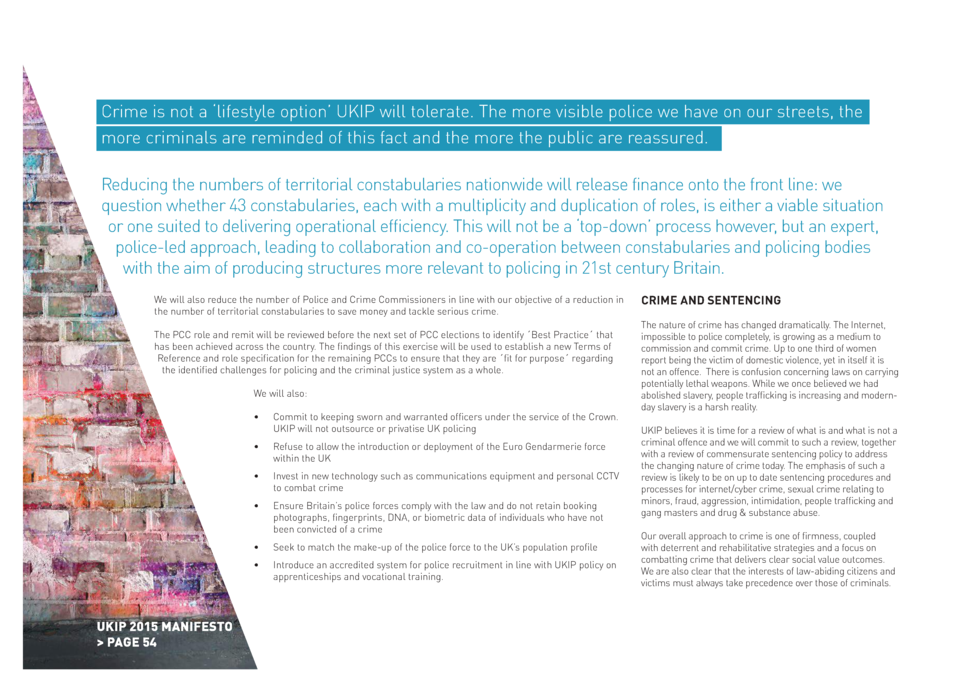 Crime is not a ‘lifestyle option’ UKIP will tolerate. The more visible police we have on our streets, the
more criminals are reminded of this fact and the more the public are reassured.
Reducing the numbers of territorial constabularies nationwide will release finance onto the front line: we
question whether 43 constabularies, each with a multiplicity and duplication of roles, is either a viable situation
or one suited to delivering operational efficiency. This will not be a ‘top-down’ process however, but an expert,
police-led approach, leading to collaboration and co-operation between constabularies and policing bodies
with the aim of producing structures more relevant to policing in 21st century Britain.
We will also reduce the number of Police and Crime Commissioners in line with our objective of a reduction in
the number of territorial constabularies to save money and tackle serious crime.
The PCC role and remit will be reviewed before the next set of PCC elections to identify ´Best Practice´ that
has been achieved across the country. The findings of this exercise will be used to establish a new Terms of
Reference and role specification for the remaining PCCs to ensure that they are ´fit for purpose´ regarding
the identified challenges for policing and the criminal justice system as a whole.
We will also:
• Commit to keeping sworn and warranted officers under the service of the Crown.
UKIP will not outsource or privatise UK policing
• Refuse to allow the introduction or deployment of the Euro Gendarmerie force
within the UK
• Invest in new technology such as communications equipment and personal CCTV
to combat crime
• Ensure Britain’s police forces comply with the law and do not retain booking
photographs, fingerprints, DNA, or biometric data of individuals who have not
been convicted of a crime
• Seek to match the make-up of the police force to the UK’s population profile
• Introduce an accredited system for police recruitment in line with UKIP policy on
apprenticeships and vocational training.
CRIME AND SENTENCING
The nature of crime has changed dramatically. The Internet,
impossible to police completely, is growing as a medium to
commission and commit crime. Up to one third of women
report being the victim of domestic violence, yet in itself it is
not an offence. There is confusion concerning laws on carrying
potentially lethal weapons. While we once believed we had
abolished slavery, people trafficking is increasing and modern-
day slavery is a harsh reality.
UKIP believes it is time for a review of what is and what is not a
criminal offence and we will commit to such a review, together
with a review of commensurate sentencing policy to address
the changing nature of crime today. The emphasis of such a
review is likely to be on up to date sentencing procedures and
processes for internet/cyber crime, sexual crime relating to
minors, fraud, aggression, intimidation, people trafficking and
gang masters and drug & substance abuse.
Our overall approach to crime is one of firmness, coupled
with deterrent and rehabilitative strategies and a focus on
combatting crime that delivers clear social value outcomes.
We are also clear that the interests of law-abiding citizens and
victims must always take precedence over those of criminals.
UKIP 2015 MANIFESTO
> PAGE 54